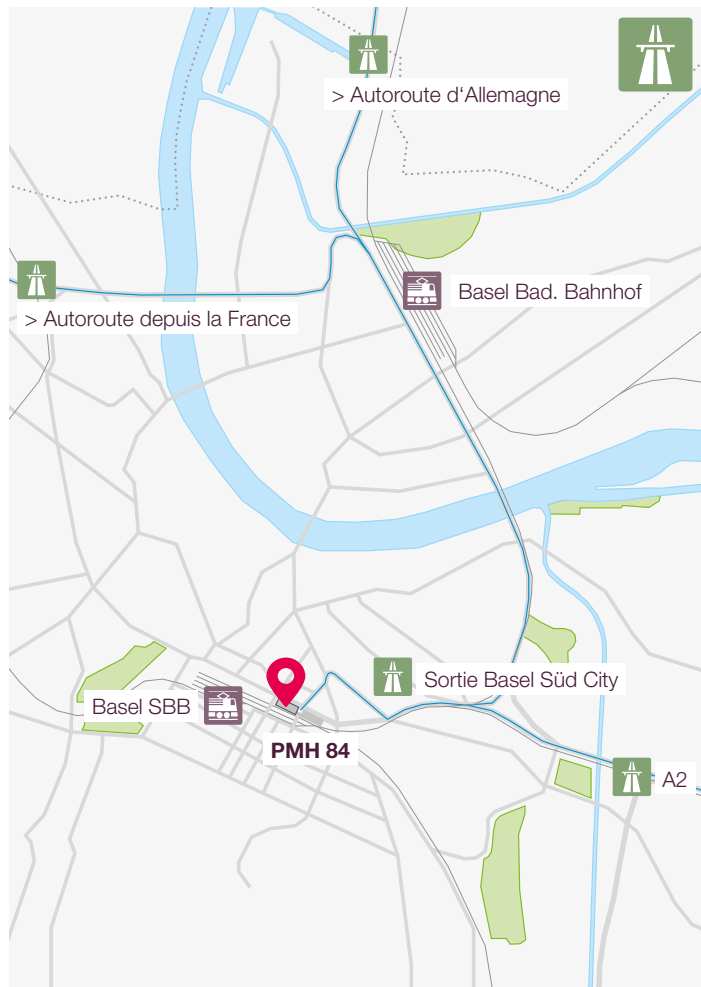 > Autoroute d‘Allemagne
Basel Bad. Bahnhof
> Autoroute depuis la France
Sortie Basel Süd City
Basel SBB
PMH 84
A2